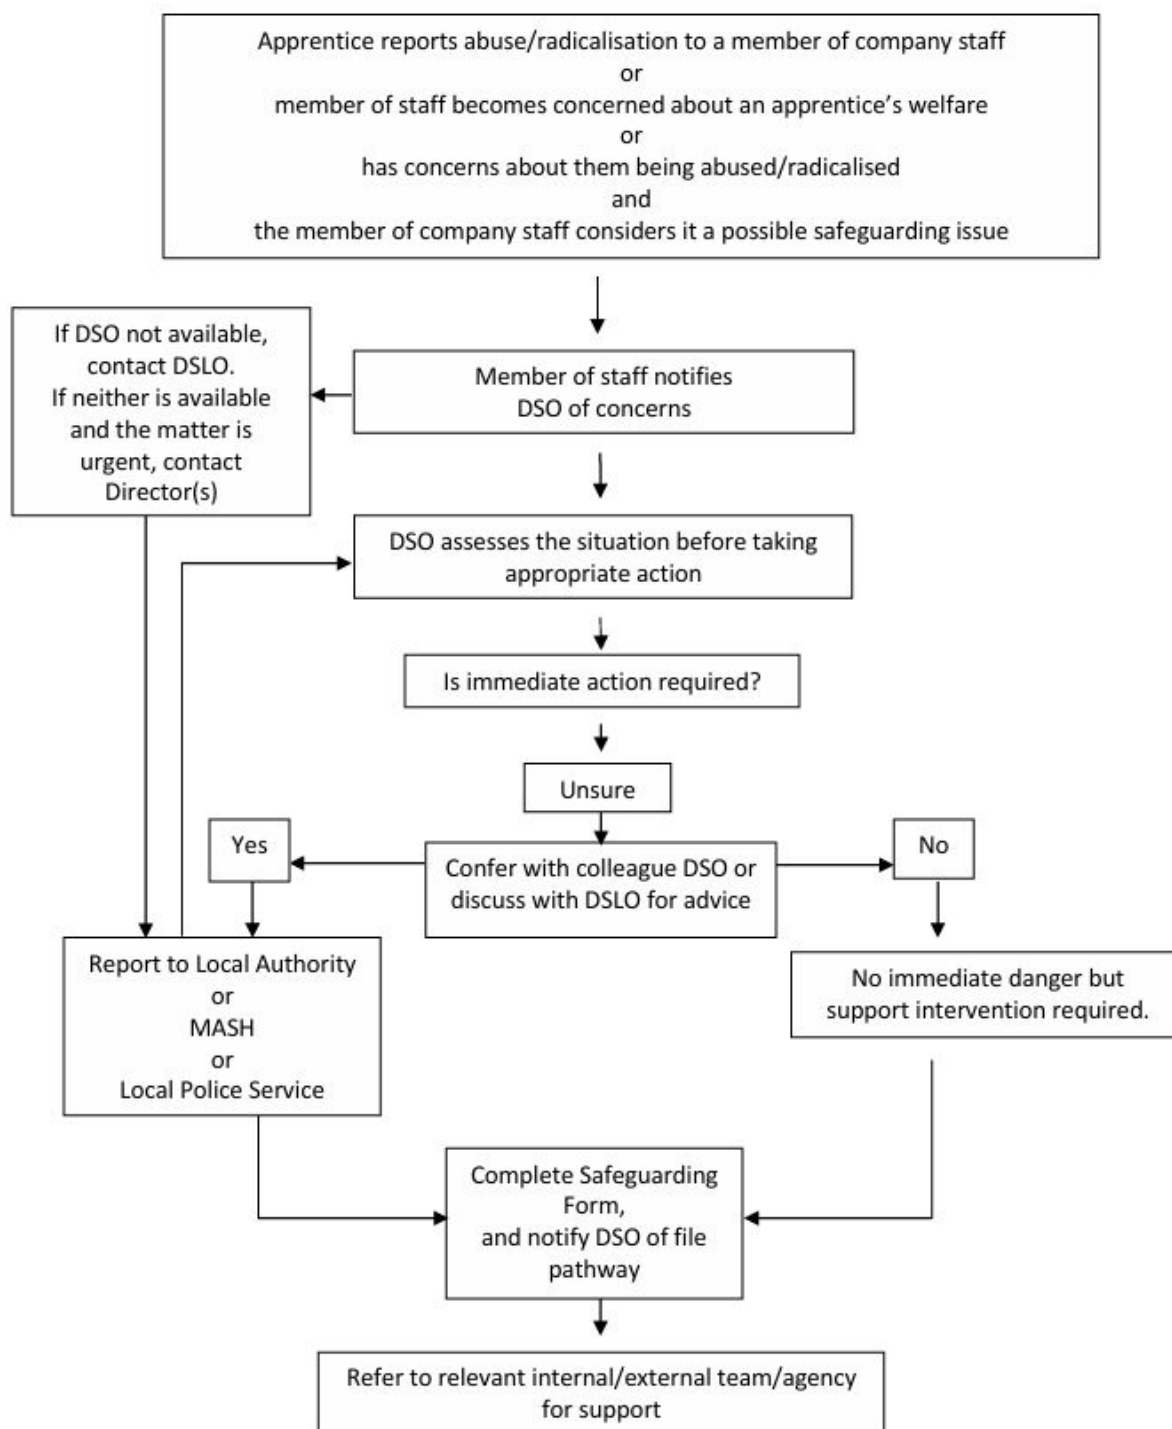 Apprentice reports abuse/radicalisation to a member of company staff
or
member of staff becomes concerned about an apprentice’s welfare
or
has concerns about them being abused/radicalised
and
the member of company staff considers it a possible safeguarding issue
If DSO not available,
contact DSLO.
If neither is available
and the matter is
urgent, contact
Director(s)
Member of staff notifies
DSO of concerns
DSO assesses the situation before taking
appropriate action
Is immediate action required?
Unsure
Yes
Confer with colleague DSO or
discuss with DSLO for advice
No
Report to Local Authority
or
MASH
or
Local Police Service
No immediate danger but
support intervention required.
Complete Safeguarding
Form,
and notify DSO of file
pathway
Refer to relevant internal/external team/agency
for support